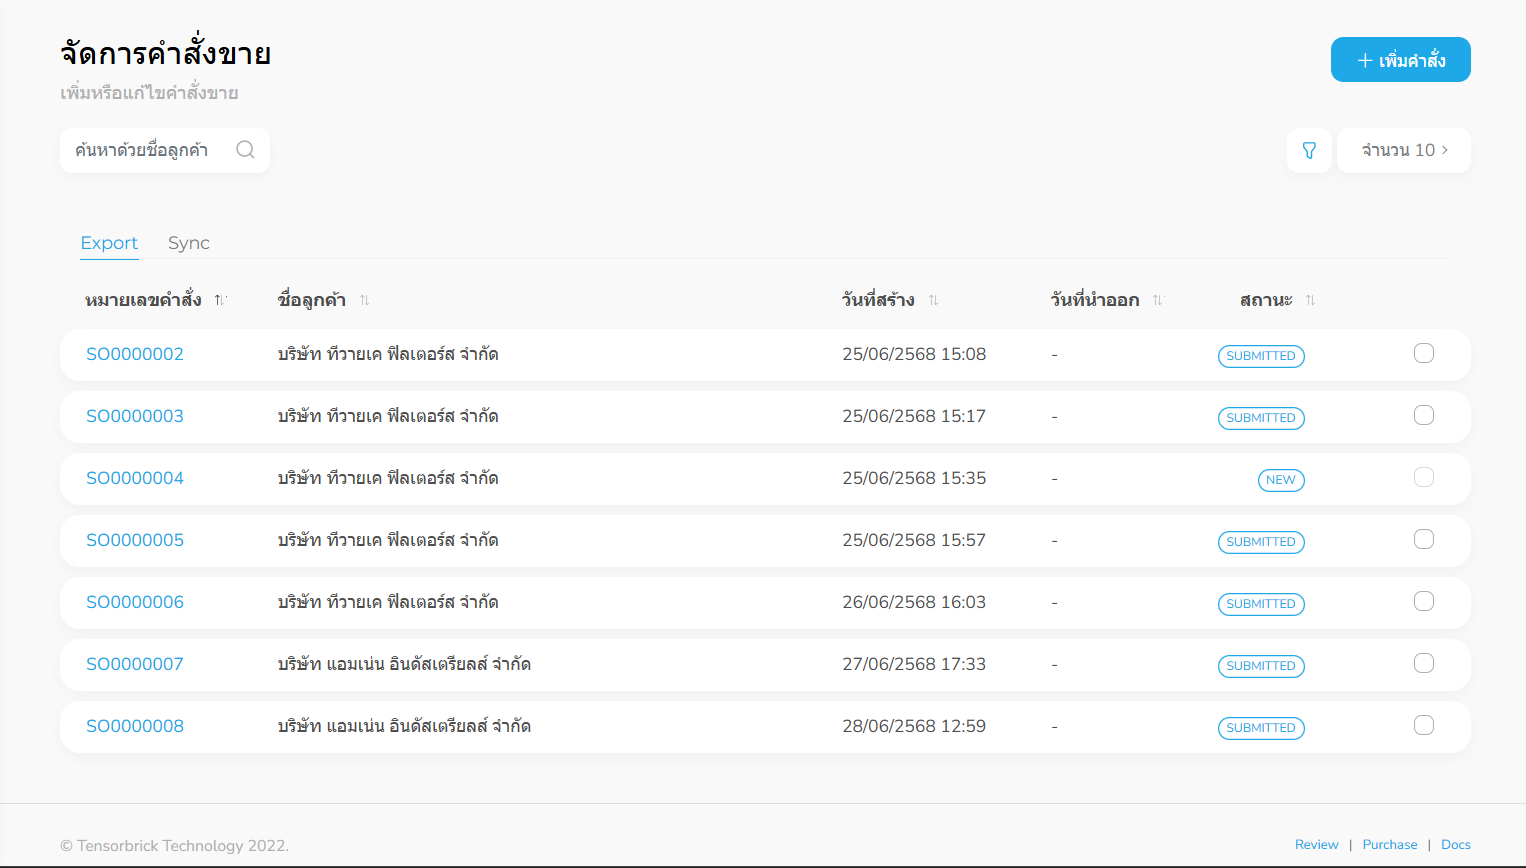 จัดการคำสั่งขาย
+ เพิ่มคำสั่ง
เพิ่มหรือแก้ไขคำสั่งขาย
ค้นหาด้วยชื่อลูกค้า จำนวน 10 >
Export Sync
หมายเลขคำสั่ง ชื่อลูกค้า วันที่สร้าง วันที่นำออก สถานะ
SO0000002 บริษัท ทีวายเค ฟิลเตอร์ส จำกัด 25/06/2568 15:08 - SUBMITTED
SO0000003 บริษัท ทีวายเค ฟิลเตอร์ส จำกัด 25/06/2568 15:17 - SUBMITTED
SO0000004 บริษัท ทีวายเค ฟิลเตอร์ส จำกัด 25/06/2568 15:35 - NEW
SO0000005 บริษัท ทีวายเค ฟิลเตอร์ส จำกัด 25/06/2568 15:57 - SUBMITTED
SO0000006 บริษัท ทีวายเค ฟิลเตอร์ส จำกัด 26/06/2568 16:03 - SUBMITTED
SO0000007 บริษัท แอมเน่น อินดัสเตรียลส์ จำกัด 27/06/2568 17:33 - SUBMITTED
SO0000008 บริษัท แอมเน่น อินดัสเตรียลส์ จำกัด 28/06/2568 12:59 - SUBMITTED
© Tensorbrick Technology 2022. Review | Purchase | Docs